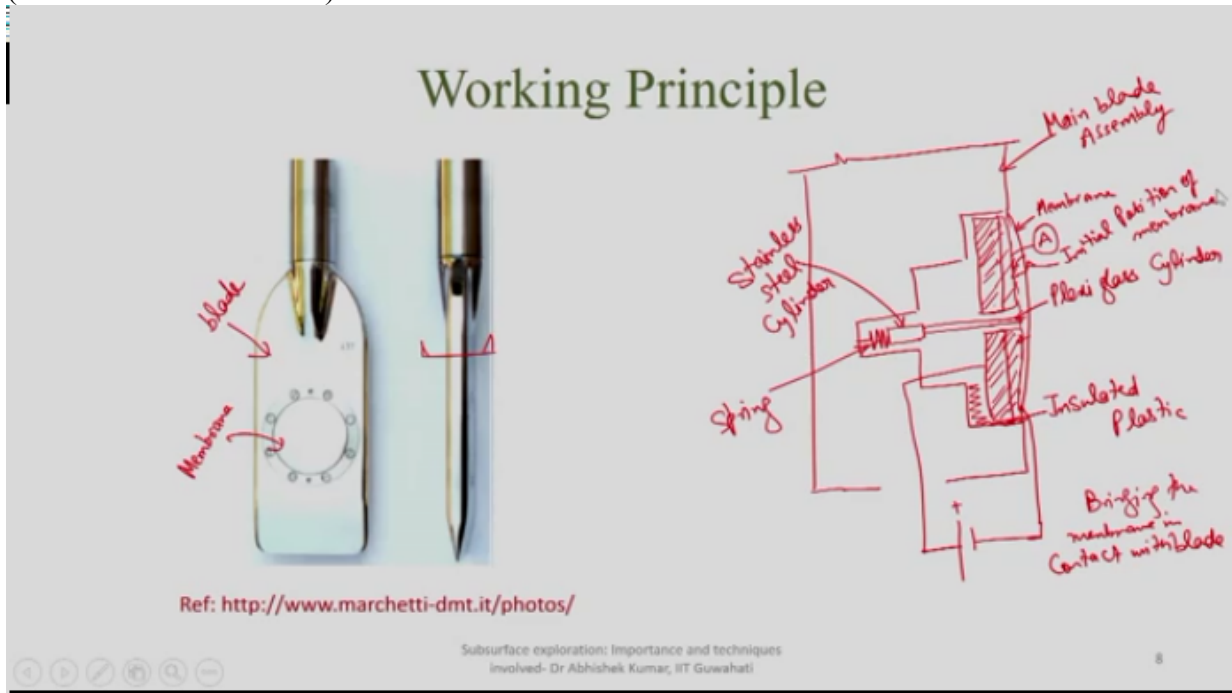 Working Principle
blade
Membrane
Main blade
Assembly
Membrane
A
Initial Position of
membrane
Plexi glass Cylinder
Stainless
Steel
Cylinder
Spring
Insulated
Plastic
+
Bringing the
membrane in
Contact with blade
Ref: http://www.marchetti-dmt.it/photos/
Subsurface exploration: Importance and techniques
involved- Dr Abhishek Kumar, IIT Guwahati
8